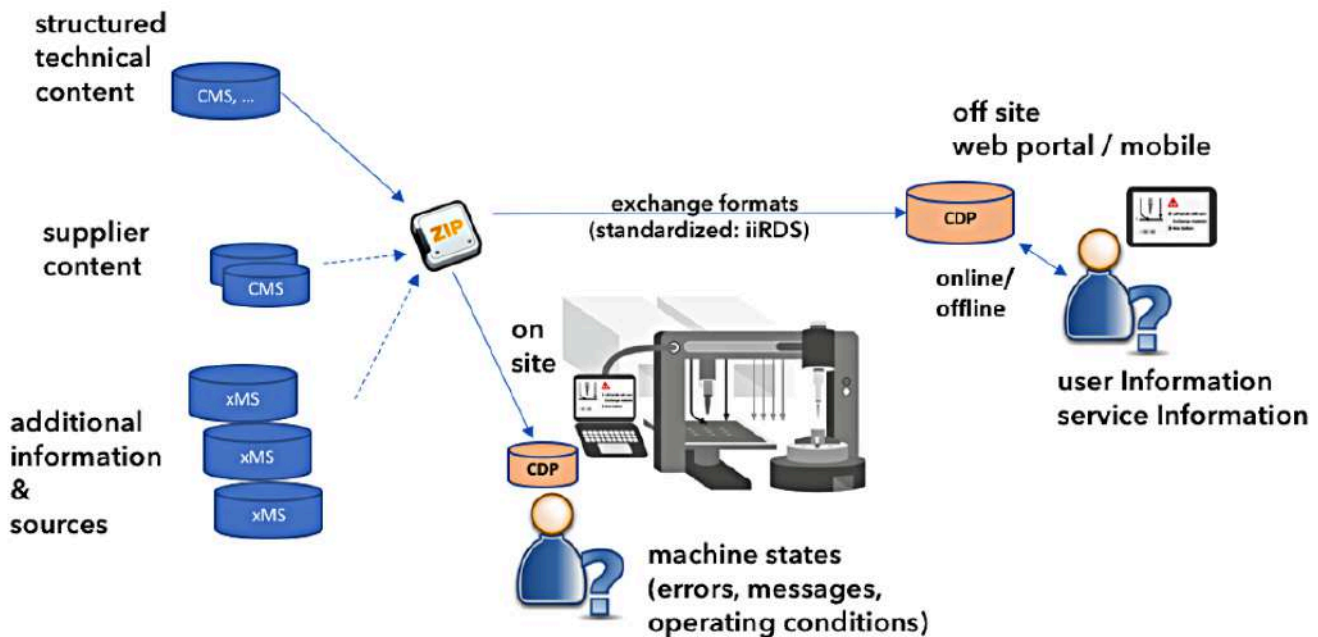 structured
technical
content
CMS, ...
supplier
content
CMS
additional
information
&
sources
xMS
xMS
xMS
ZIP
exchange formats
(standardized: iiRDS)
on
site
CDP
machine states
(errors, messages,
operating conditions)
off site
web portal / mobile
CDP
online/
offline
user Information
service Information